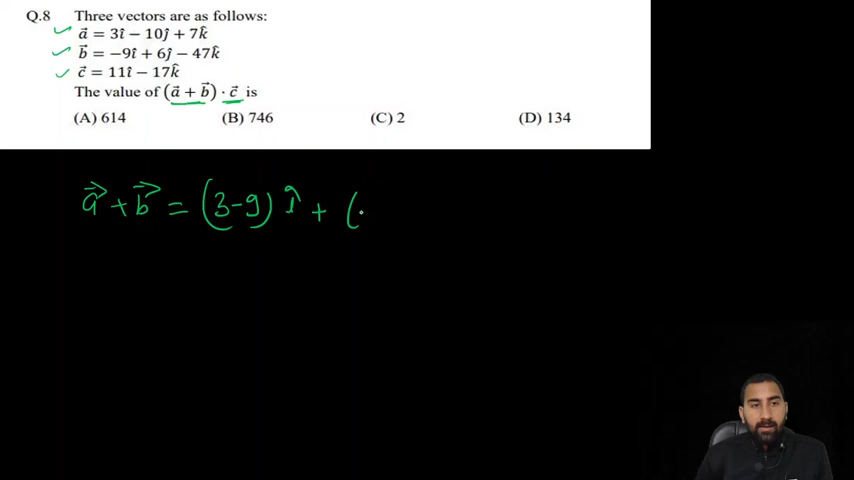 Q.8 Three vectors are as follows:
a⃗ = 3î − 10ĵ + 7k̂
b⃗ = −9î + 6ĵ − 47k̂
c⃗ = 11î − 17k̂
The value of (a⃗ + b⃗) · c⃗ is
(A) 614 (B) 746 (C) 2 (D) 134
a⃗ + b⃗ = (3-9) î + (